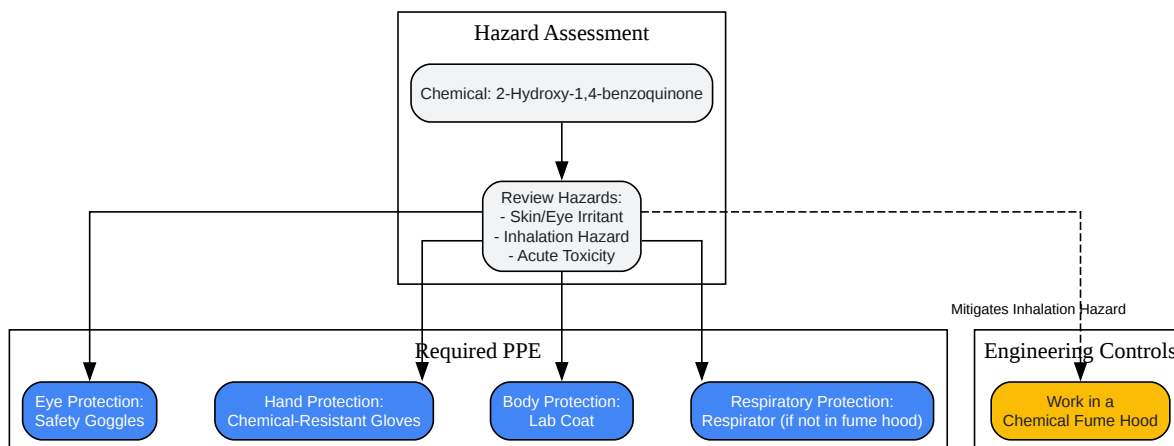 Hazard Assessment
Chemical: 2-Hydroxy-1,4-benzoquinone
Review Hazards:
- Skin/Eye Irritant
- Inhalation Hazard
- Acute Toxicity
Mitigates Inhalation Hazard
Required PPE
Engineering Controls
Eye Protection:
Safety Goggles
Hand Protection:
Chemical-Resistant Gloves
Body Protection:
Lab Coat
Respiratory Protection:
Respirator (if not in fume hood)
Work in a
Chemical Fume Hood